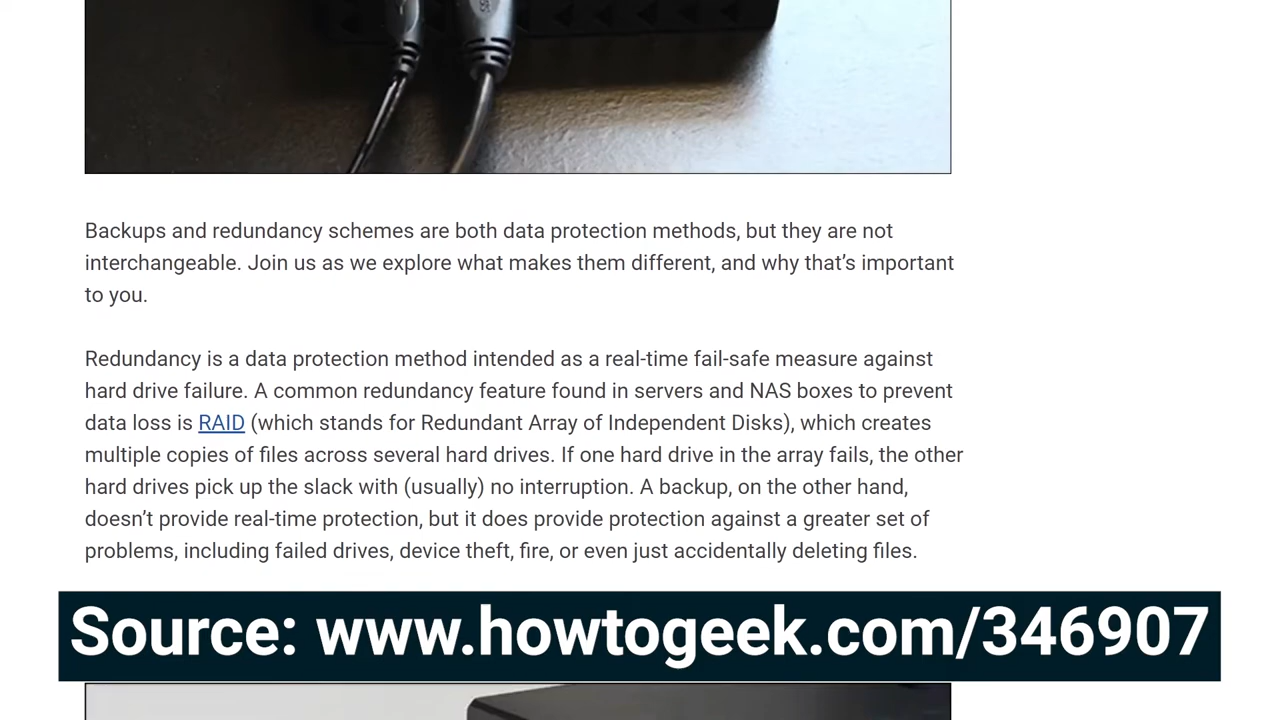 Backups and redundancy schemes are both data protection methods, but they are not
interchangeable. Join us as we explore what makes them different, and why that’s important
to you.
Redundancy is a data protection method intended as a real-time fail-safe measure against
hard drive failure. A common redundancy feature found in servers and NAS boxes to prevent
data loss is RAID (which stands for Redundant Array of Independent Disks), which creates
multiple copies of files across several hard drives. If one hard drive in the array fails, the other
hard drives pick up the slack with (usually) no interruption. A backup, on the other hand,
doesn’t provide real-time protection, but it does provide protection against a greater set of
problems, including failed drives, device theft, fire, or even just accidentally deleting files.
Source: www.howtogeek.com/346907